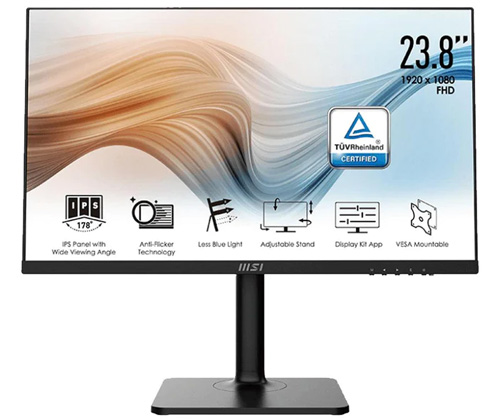 23.8"
1920 x 1080
FHD
TÜVRheinland
CERTIFIED
IPS
178°
IPS Panel with
Wide Viewing Angle
Anti-Flicker
Technology
Less Blue Light
Adjustable Stand
Display Kit App
VESA Mountable
msi